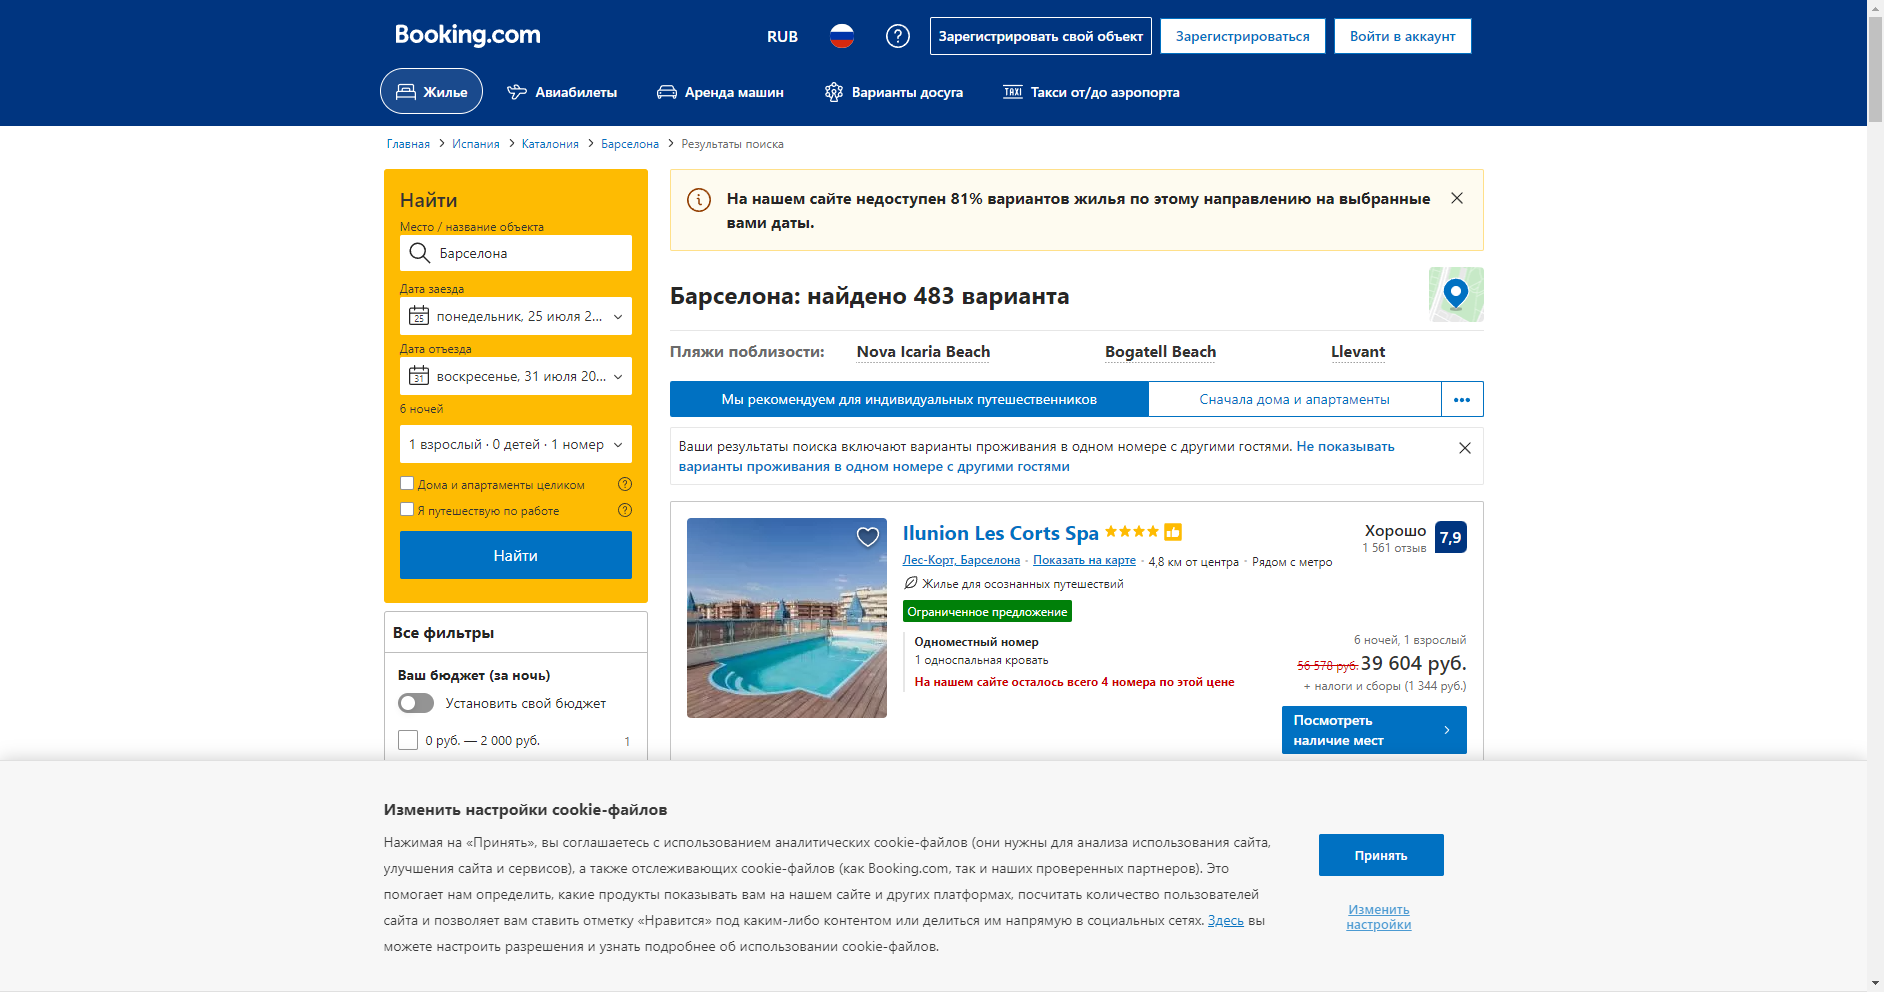 Booking.com
RUB
Зарегистрировать свой объект
Зарегистрироваться
Войти в аккаунт
Жилье
Авиабилеты
Аренда машин
Варианты досуга
TAXI
Такси от/до аэропорта
Главная > Испания > Каталония > Барселона > Результаты поиска
Найти
Место / название объекта
Барселона
Дата заезда
25
понедельник, 25 июля 2...
Дата отъезда
31
воскресенье, 31 июля 20...
6 ночей
1 взрослый · 0 детей · 1 номер
Дома и апартаменты целиком
Я путешествую по работе
Найти
Все фильтры
Ваш бюджет (за ночь)
Установить свой бюджет
0 руб. — 2 000 руб.
1
На нашем сайте недоступен 81% вариантов жилья по этому направлению на выбранные
вами даты.
Барселона: найдено 483 варианта
Пляжи поблизости:
Nova Icaria Beach
Bogatell Beach
Llevant
Мы рекомендуем для индивидуальных путешественников
Сначала дома и апартаменты
Ваши результаты поиска включают варианты проживания в одном номере с другими гостями. Не показывать
варианты проживания в одном номере с другими гостями
Ilunion Les Corts Spa
Хорошо
1 561 отзыв
7,9
Лес-Корт, Барселона · Показать на карте · 4,8 км от центра · Рядом с метро
Жилье для осознанных путешествий
Ограниченное предложение
Одноместный номер
1 односпальная кровать
На нашем сайте осталось всего 4 номера по этой цене
6 ночей, 1 взрослый
56 578 руб. 39 604 руб.
+ налоги и сборы (1 344 руб.)
Посмотреть
наличие мест
Изменить настройки cookie-файлов
Нажимая на «Принять», вы соглашаетесь с использованием аналитических cookie-файлов (они нужны для анализа использования сайта,
улучшения сайта и сервисов), а также отслеживающих cookie-файлов (как Booking.com, так и наших проверенных партнеров). Это
помогает нам определить, какие продукты показывать вам на нашем сайте и других платформах, посчитать количество пользователей
сайта и позволяет вам ставить отметку «Нравится» под каким-либо контентом или делиться им напрямую в социальных сетях. Здесь вы
можете настроить разрешения и узнать подробнее об использовании cookie-файлов.
Принять
Изменить
настройки